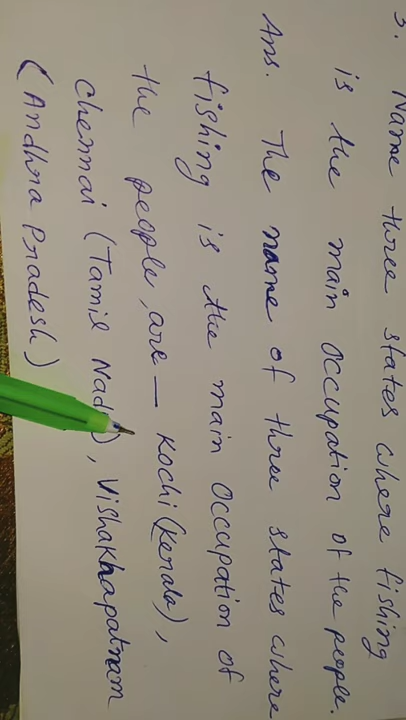 3. Name three states where fishing
is the main occupation of the people.
Ans. The name of three states where
fishing is the main occupation of
the people are — Kochi (Kerala),
Chennai (Tamil Nadu), Vishakhapatnam
(Andhra Pradesh)